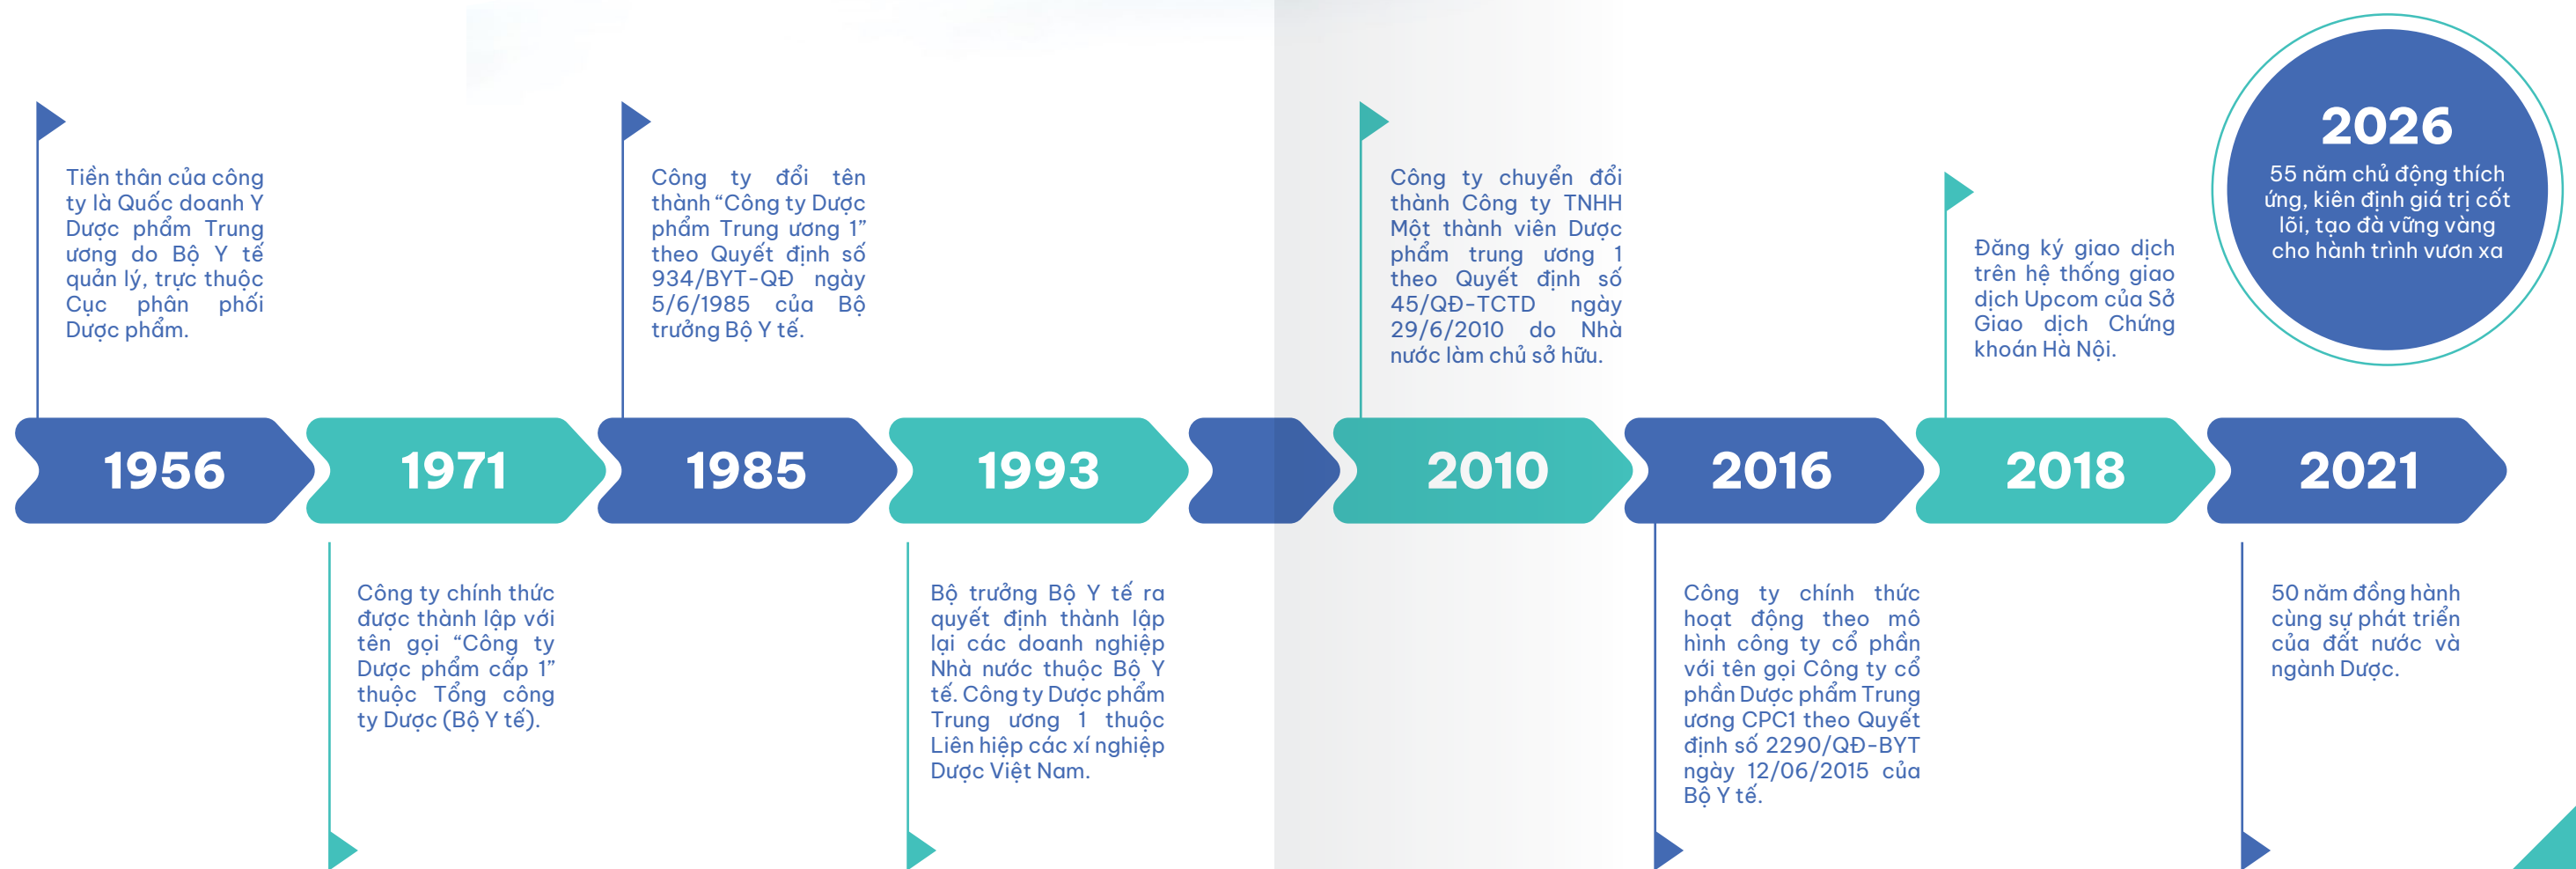 Tiền thân của công
ty là Quốc doanh Y
Dược phẩm Trung
ương do Bộ Y tế
quản lý, trực thuộc
Cục phân phối
Dược phẩm.
Công ty đổi tên
thành “Công ty Dược
phẩm Trung ương 1”
theo Quyết định số
934/BYT-QĐ ngày
5/6/1985 của Bộ
trưởng Bộ Y tế.
Công ty chuyển đổi
thành Công ty TNHH
Một thành viên Dược
phẩm trung ương 1
theo Quyết định số
45/QĐ-TCTD ngày
29/6/2010 do Nhà
nước làm chủ sở hữu.
Đăng ký giao dịch
trên hệ thống giao
dịch Upcom của Sở
Giao dịch Chứng
khoán Hà Nội.
2026
55 năm chủ động thích
ứng, kiên định giá trị cốt
lõi, tạo đà vững vàng
cho hành trình vươn xa
1956
1971
1985
1993
2010
2016
2018
2021
Công ty chính thức
được thành lập với
tên gọi “Công ty
Dược phẩm cấp 1”
thuộc Tổng công
ty Dược (Bộ Y tế).
Bộ trưởng Bộ Y tế ra
quyết định thành lập
lại các doanh nghiệp
Nhà nước thuộc Bộ Y
tế. Công ty Dược phẩm
Trung ương 1 thuộc
Liên hiệp các xí nghiệp
Dược Việt Nam.
Công ty chính thức
hoạt động theo mô
hình công ty cổ phần
với tên gọi Công ty cổ
phần Dược phẩm Trung
ương CPC1 theo Quyết
định số 2290/QĐ-BYT
ngày 12/06/2015 của
Bộ Y tế.
50 năm đồng hành
cùng sự phát triển
của đất nước và
ngành Dược.